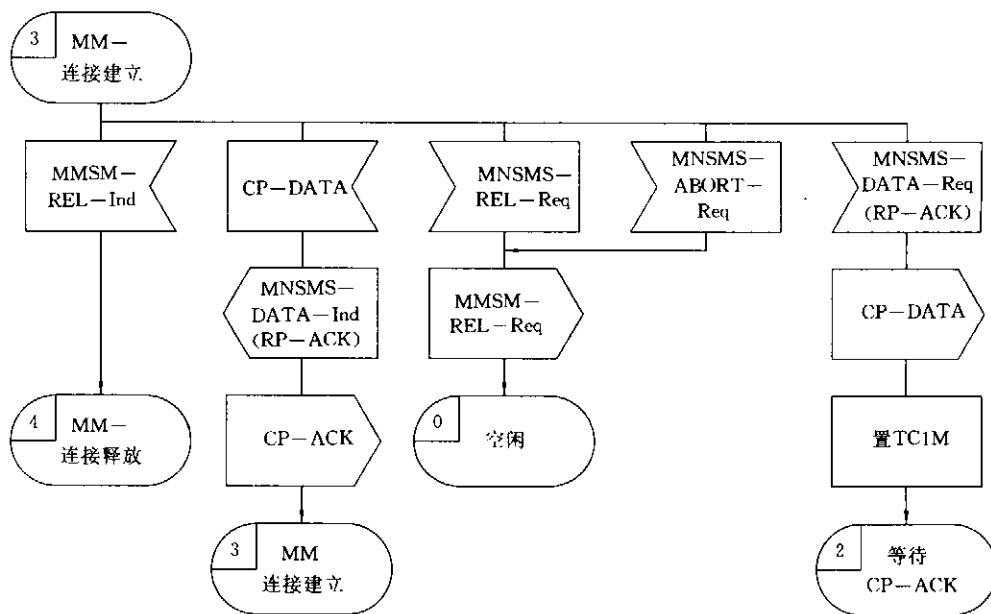 3
MM－
连接建立
MMSM－
REL－Ind
CP－DATA
MNSMS－
REL－Req
MNSMS－
ABORT－
Req
MNSMS－
DATA－Req
(RP－ACK)
MNSMS－
DATA－Ind
(RP－ACK)
MMSM－
REL－Req
CP－DATA
4
MM－
连接释放
CP－ACK
0
空闲
置TC1M
3
MM
连接建立
2
等待
CP－ACK